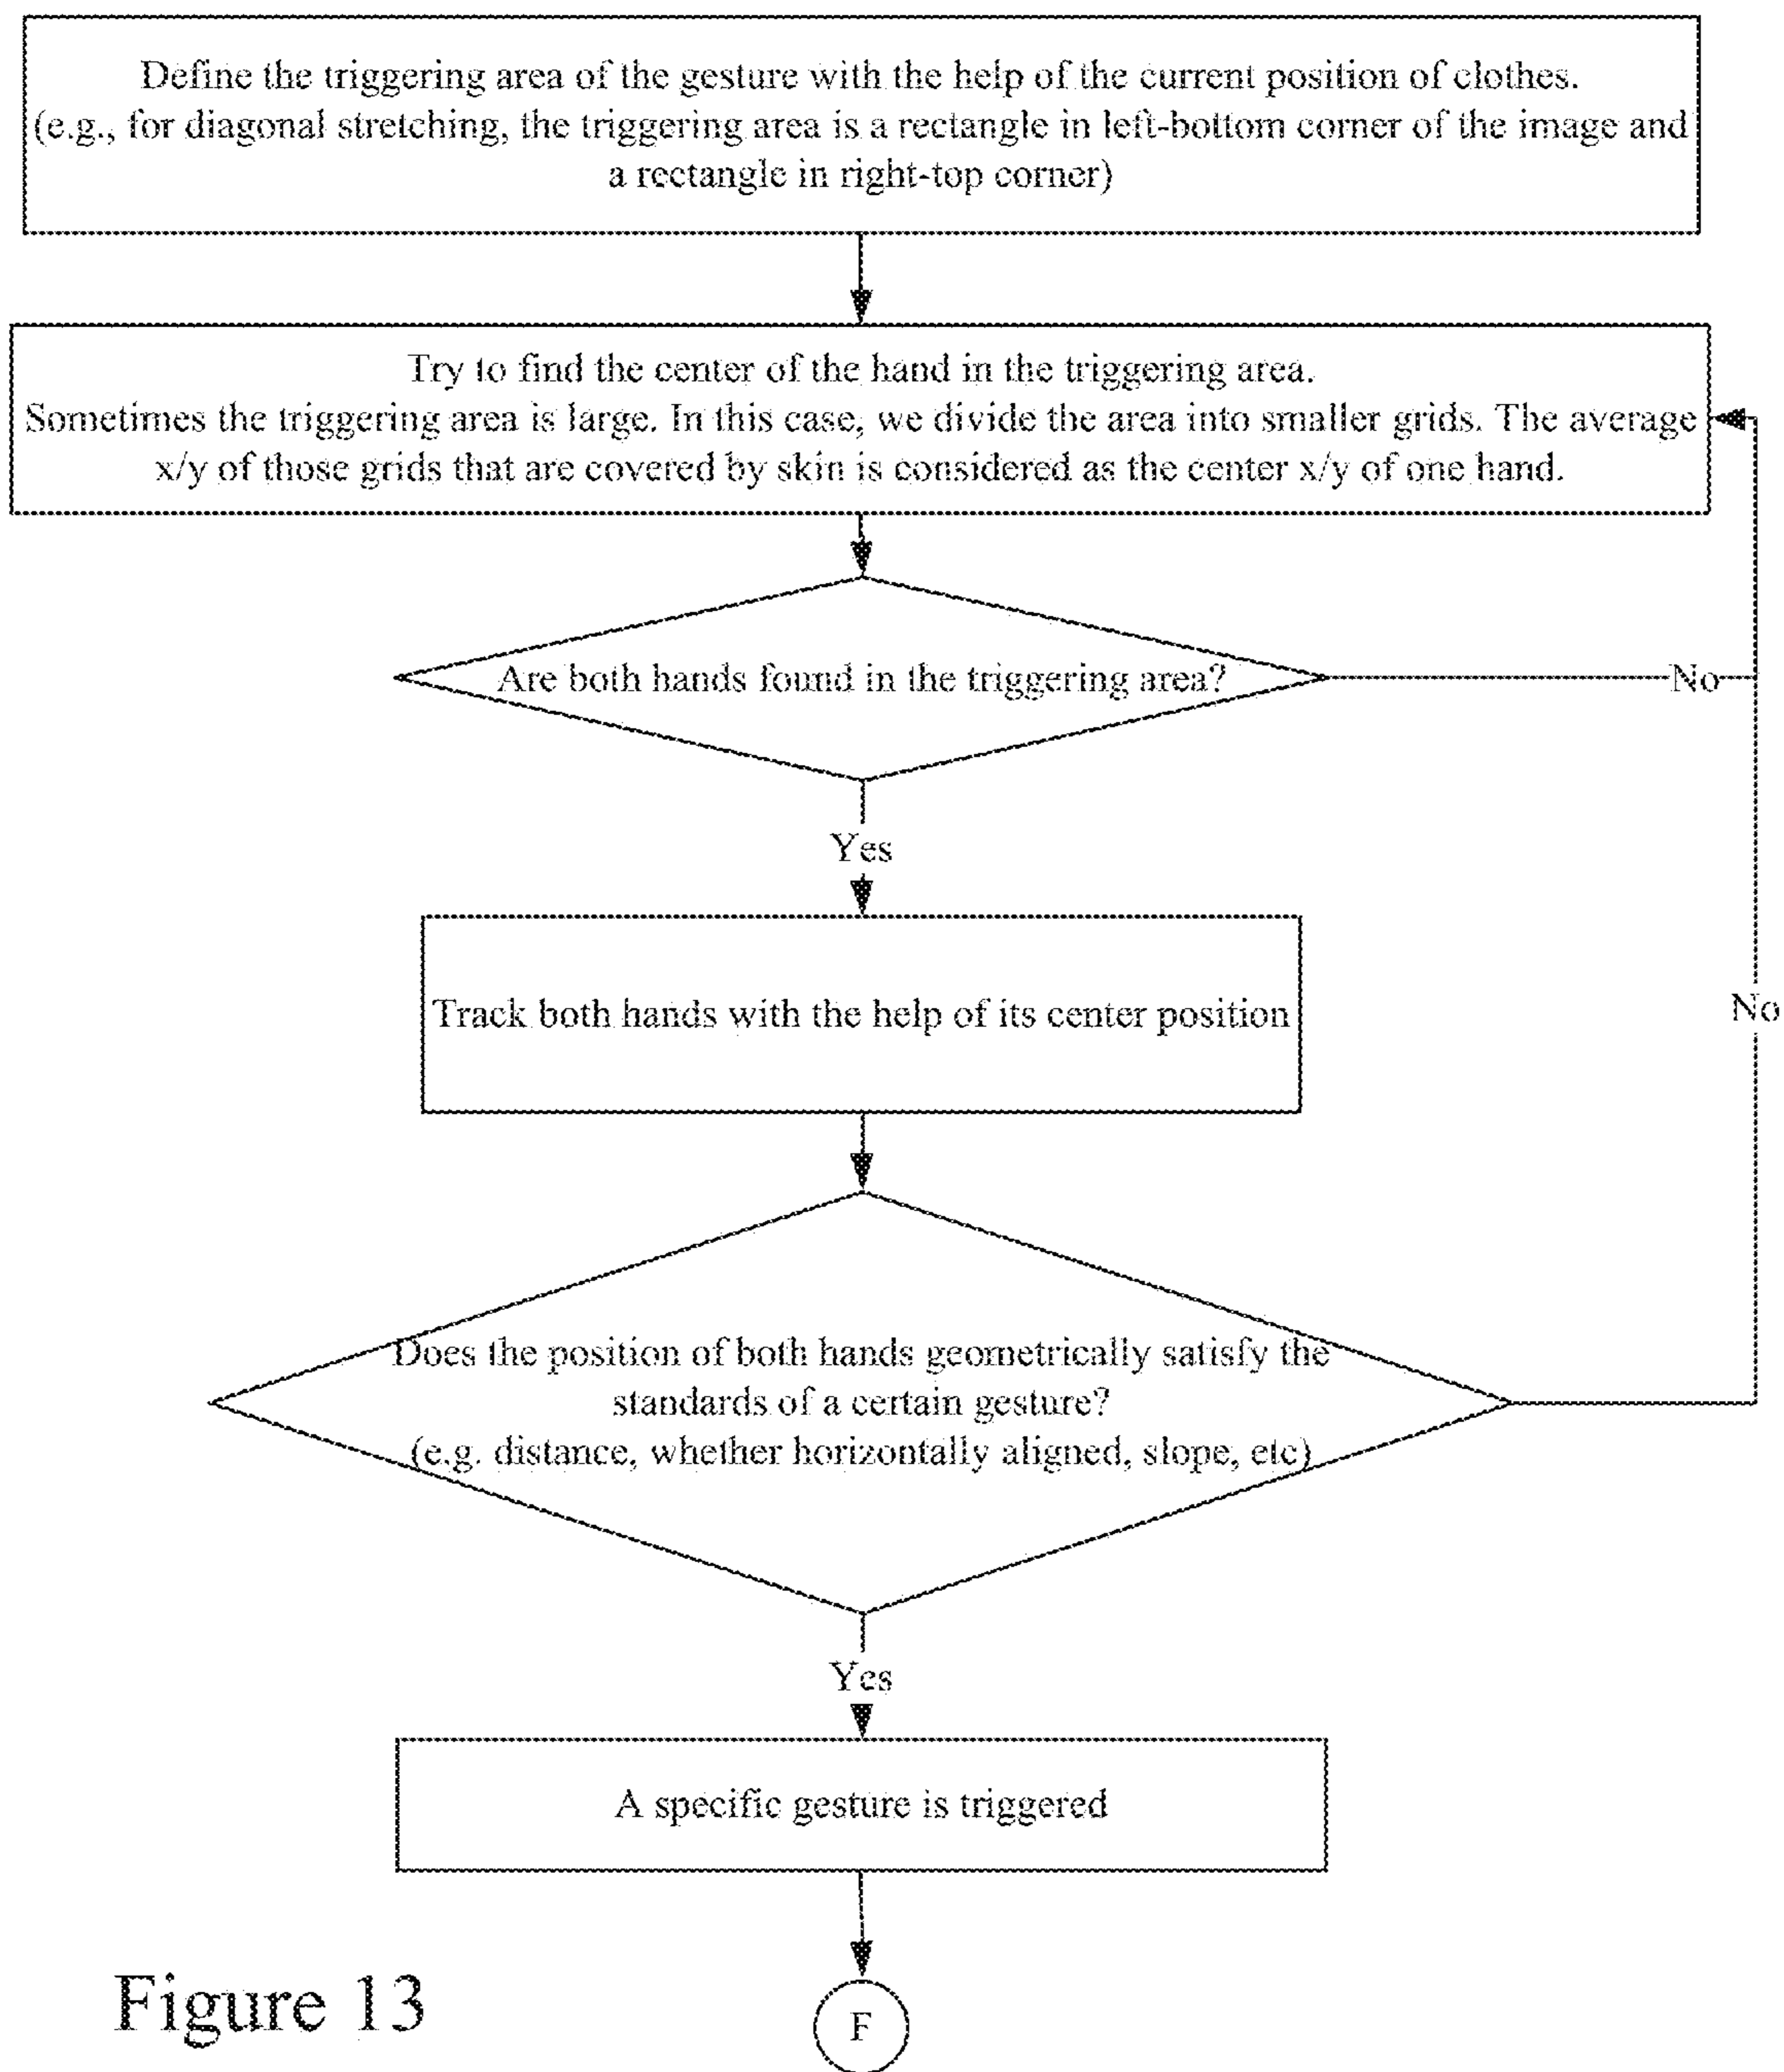 Define the triggering area of the gesture with the help of the current position of clothes.
(e.g., for diagonal stretching, the triggering area is a rectangle in left-bottom corner of the image and
a rectangle in right-top corner)
Try to find the center of the hand in the triggering area.
Sometimes the triggering area is large. In this case, we divide the area into smaller grids. The average
x/y of those grids that are covered by skin is considered as the center x/y of one hand.
Are both hands found in the triggering area?
No
Yes
Track both hands with the help of its center position
No
Does the position of both hands geometrically satisfy the
standards of a certain gesture?
(e.g. distance, whether horizontally aligned, slope, etc)
Yes
A specific gesture is triggered
Figure 13
F